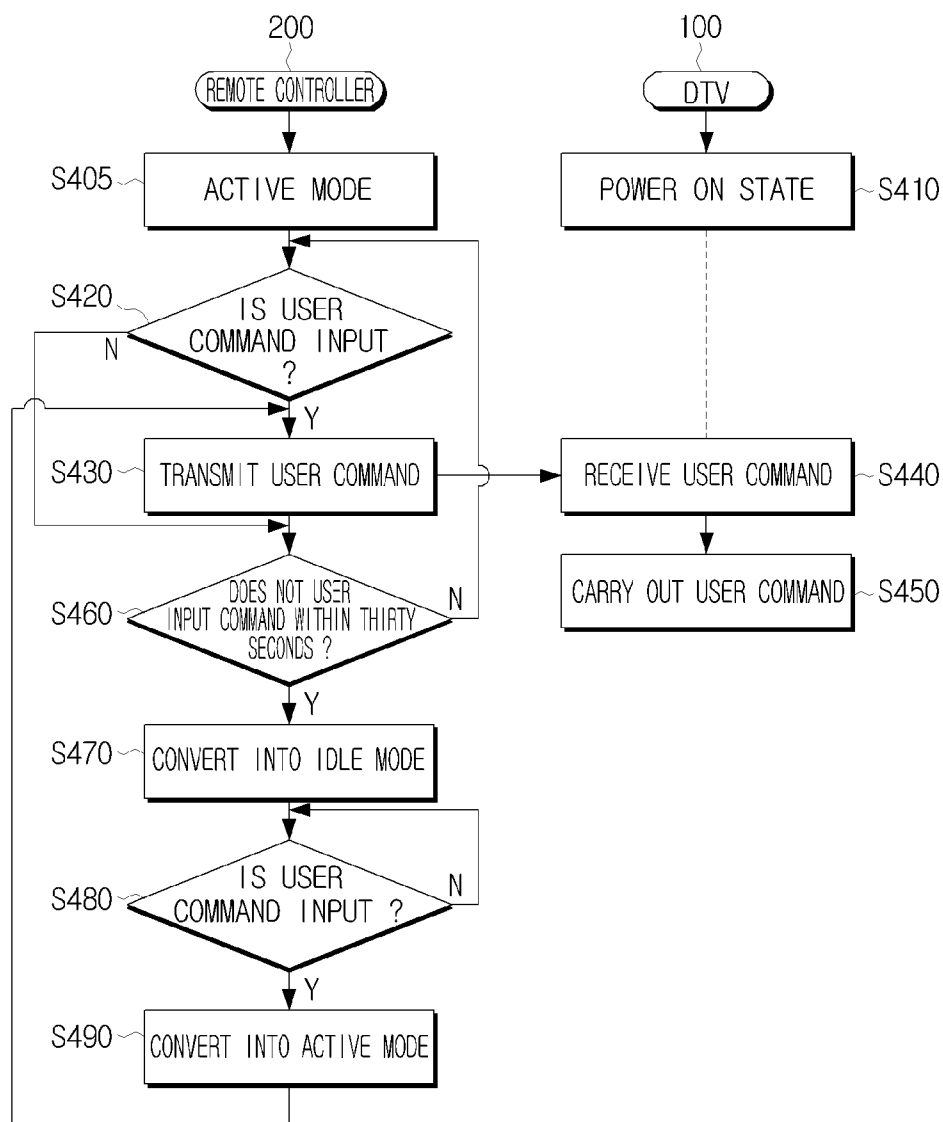 200
REMOTE CONTROLLER
100
DTV
S405
ACTIVE MODE
POWER ON STATE
S410
S420
IS USER
COMMAND INPUT
?
N
Y
S430
TRANSMIT USER COMMAND
RECEIVE USER COMMAND
S440
S460
DOES NOT USER
INPUT COMMAND WITHIN THIRTY
SECONDS ?
N
Y
CARRY OUT USER COMMAND
S450
S470
CONVERT INTO IDLE MODE
S480
IS USER
COMMAND INPUT ?
N
Y
S490
CONVERT INTO ACTIVE MODE